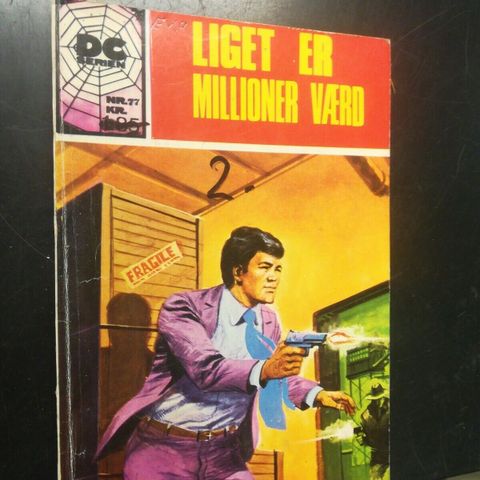 DC
SERIEN
NR. 77
KR.
LIGET ER
MILLIONER VÆRD
2.
FRAGILE